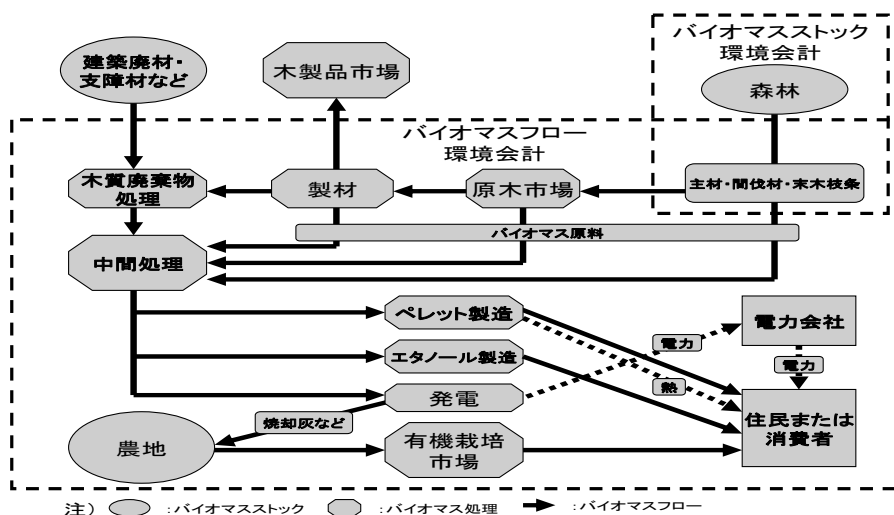 バイオマスストック
環境会計
建築廃材・
支障材など
木製品市場
森林
バイオマスフロー
環境会計
木質廃棄物
処理
製材
原木市場
主材・間伐材・末木枝条
バイオマス原料
中間処理
ペレット製造
電力会社
電力
エタノール製造
電力
熱
発電
焼却灰など
住民または
消費者
農地
有機栽培
市場
注) :バイオマスストック :バイオマス処理 :バイオマスフロー